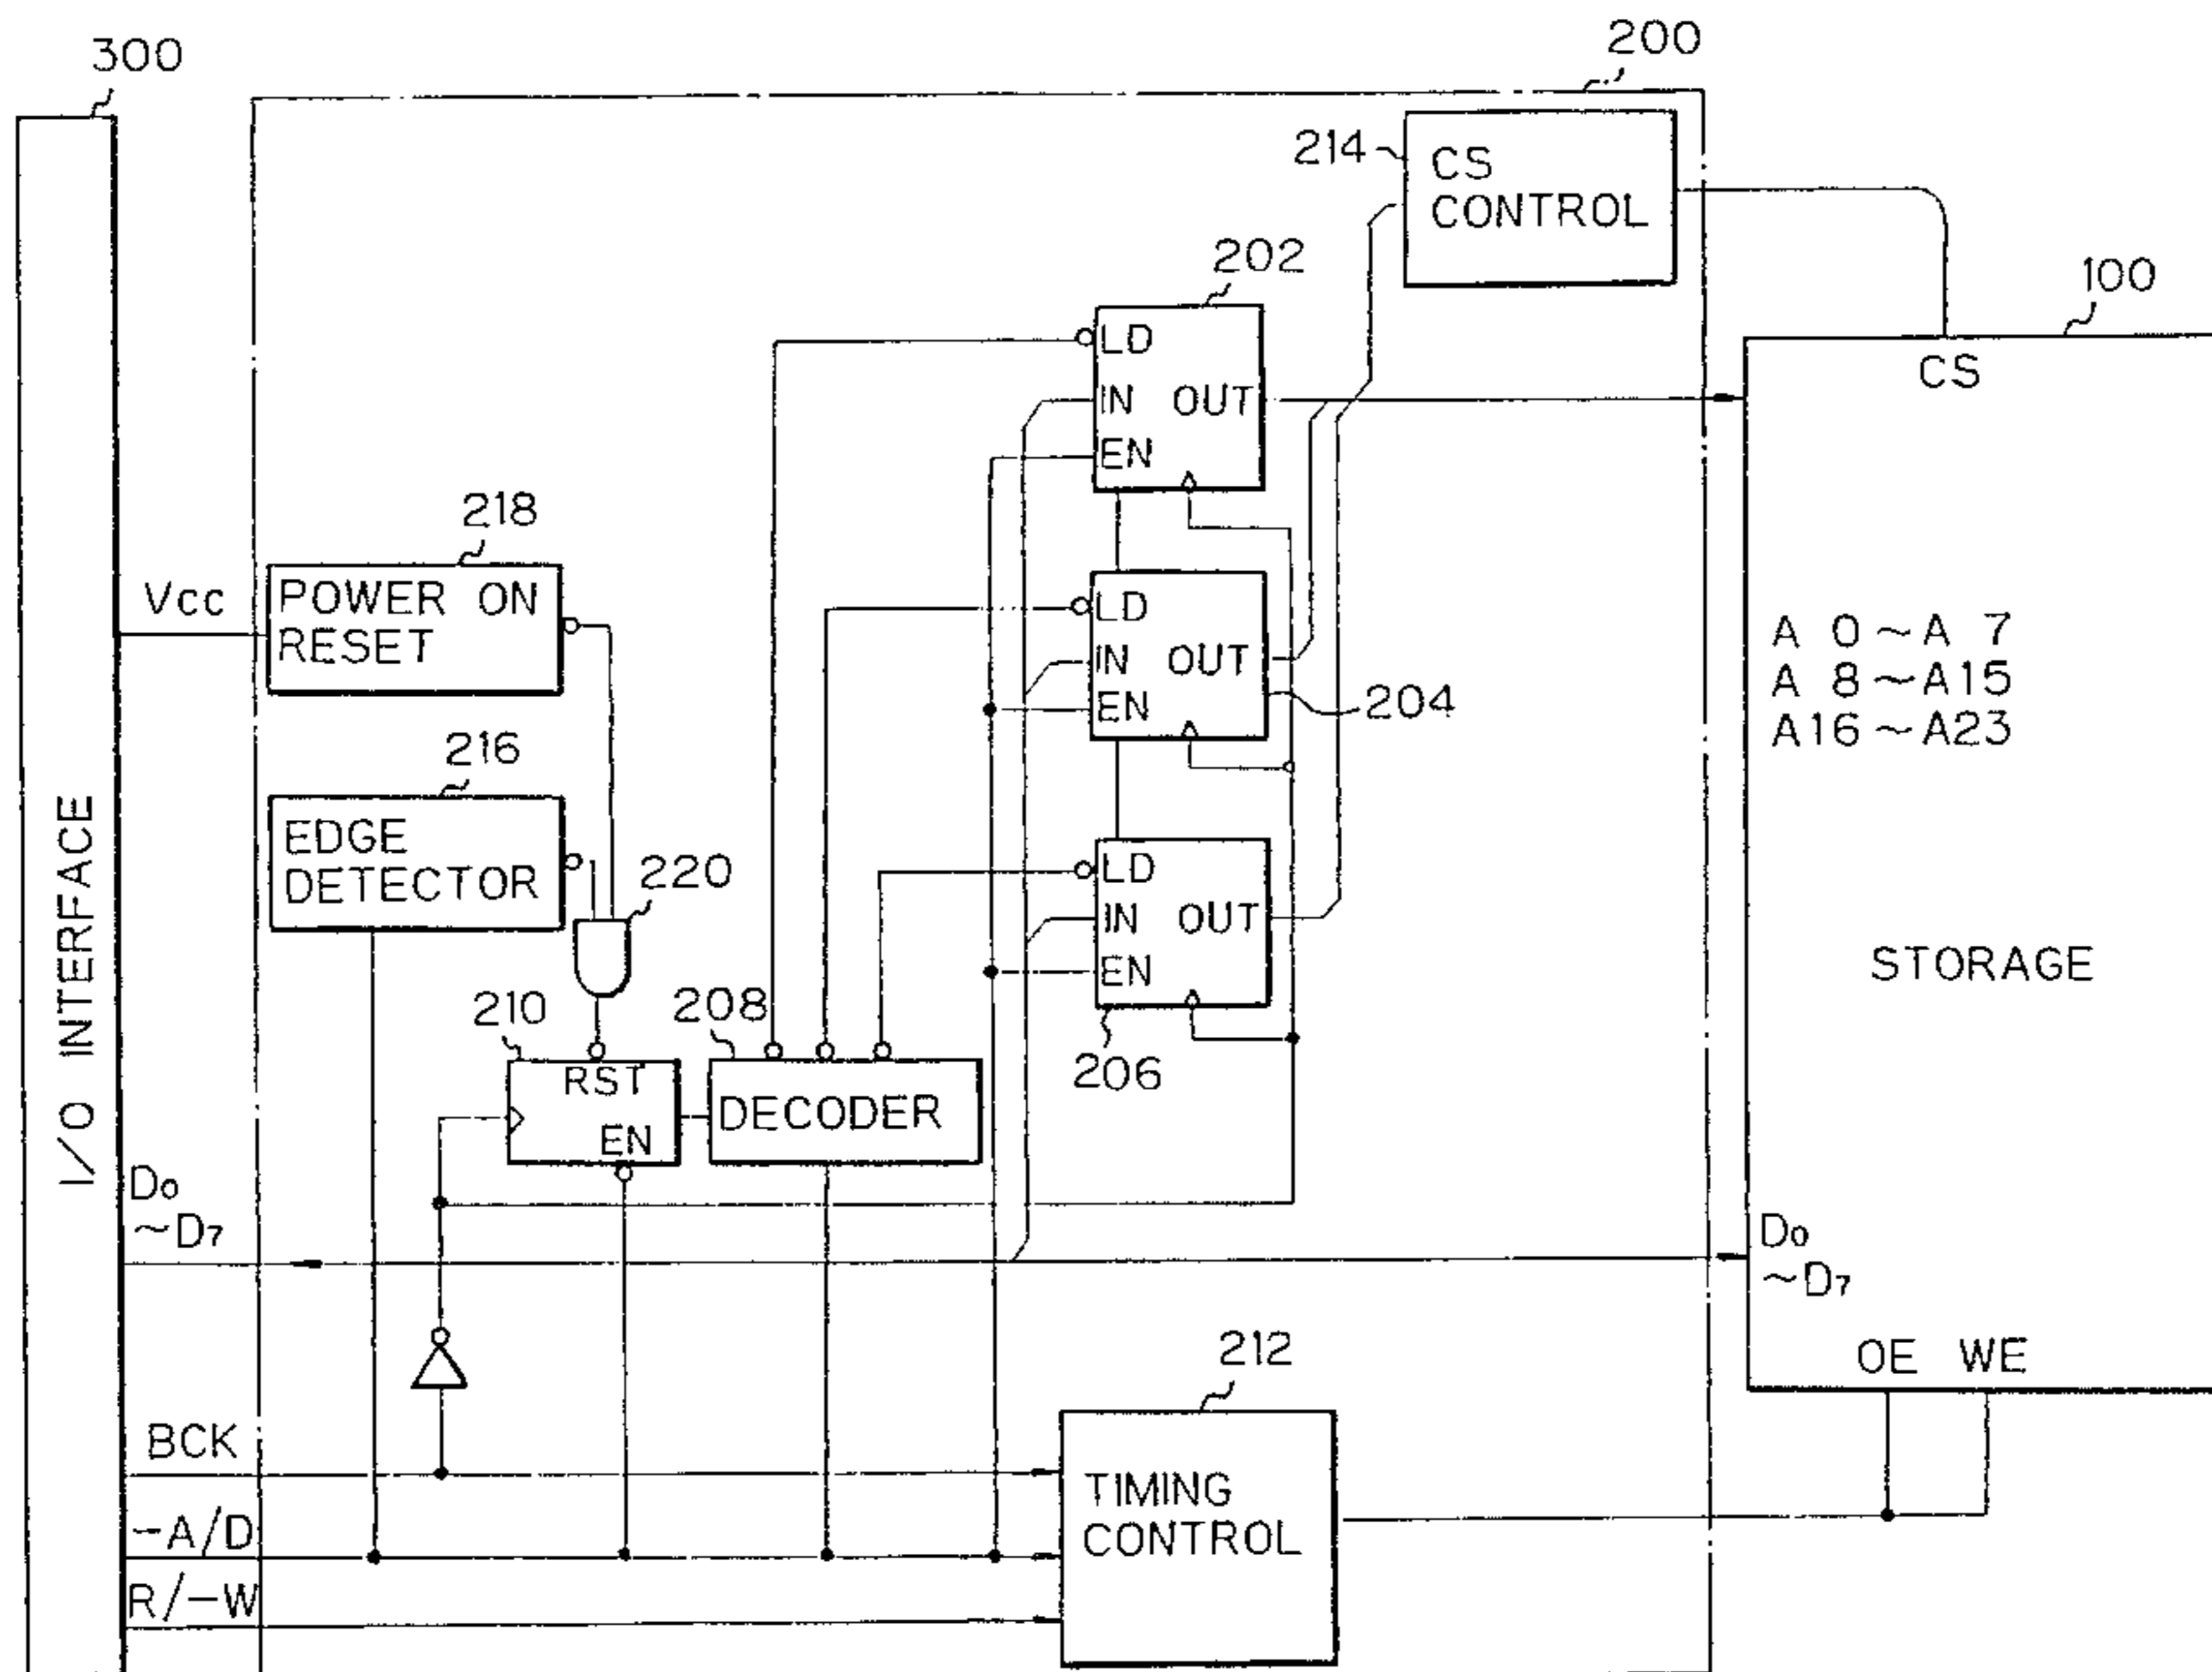 300
200
214
CS
CONTROL
202
100
LD
IN OUT
EN
CS
218
Vcc
POWER ON
RESET
LD
IN OUT
EN
204
A 0~A 7
A 8~A15
A16~A23
216
EDGE
DETECTOR
220
LD
IN OUT
EN
206
STORAGE
I/O INTERFACE
210
RST
EN
208
DECODER
D0
~D7
D0
~D7
OE WE
212
BCK
-A/D
R/-W
TIMING
CONTROL